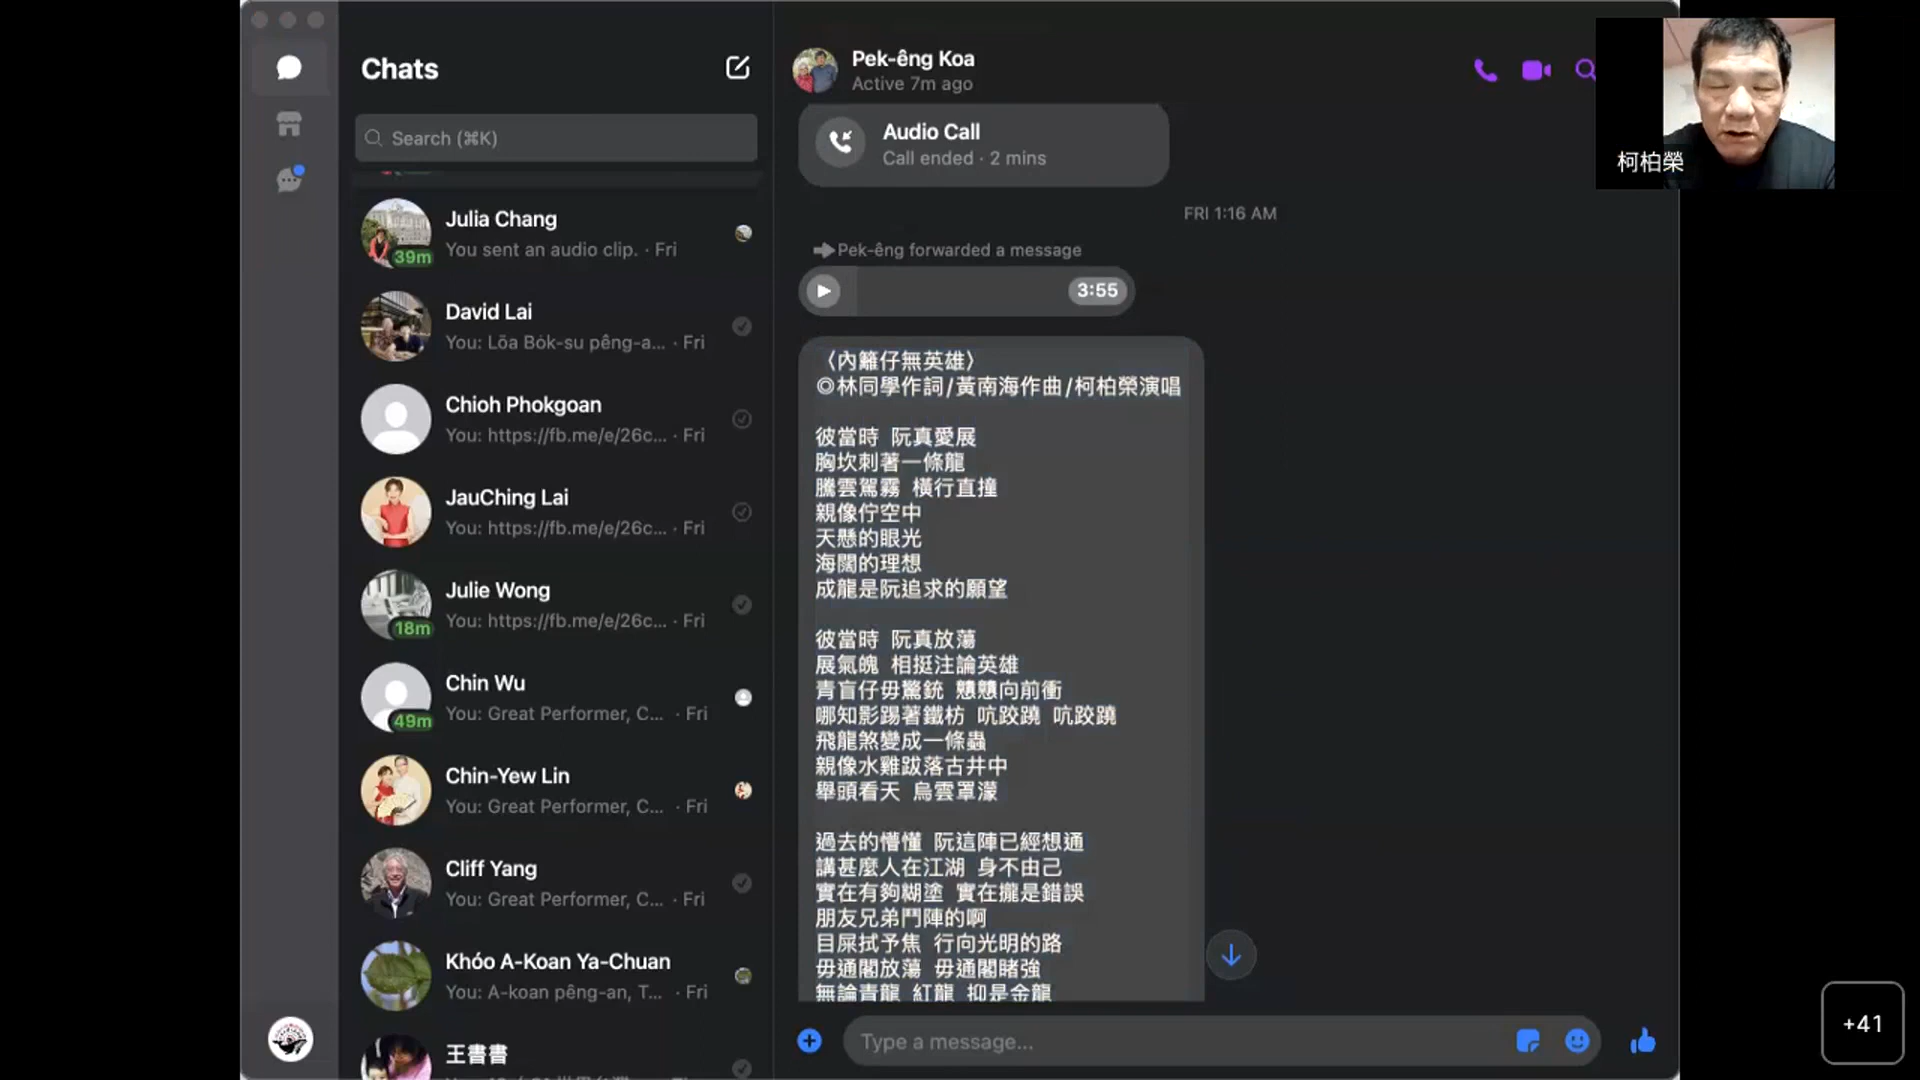 Chats
Search (⌘K)
Julia Chang
You sent an audio clip. · Fri
39m
David Lai
You: Lōa Bo̍k-su pêng-a... · Fri
Chioh Phokgoan
You: https://fb.me/e/26c... · Fri
JauChing Lai
You: https://fb.me/e/26c... · Fri
Julie Wong
You: https://fb.me/e/26c... · Fri
18m
Chin Wu
You: Great Performer, C... · Fri
49m
Chin-Yew Lin
You: Great Performer, C... · Fri
Cliff Yang
You: Great Performer, C... · Fri
Khóo A-Koan Ya-Chuan
You: A-koan pêng-an, T... · Fri
王書書
Pek-êng Koa
Active 7m ago
Audio Call
Call ended · 2 mins
FRI 1:16 AM
Pek-êng forwarded a message
3:55
〈內籬仔無英雄〉
◎林同學作詞/黃南海作曲/柯柏榮演唱
彼當時 阮真愛展
胸坎刺著一條龍
騰雲駕霧 橫行直撞
親像佇空中
天懸的眼光
海闊的理想
成龍是阮追求的願望
彼當時 阮真放蕩
展氣魄 相挺注論英雄
青盲仔毋驚銃 戇戇向前衝
哪知影踢著鐵枋 吭跤蹺 吭跤蹺
飛龍煞變成一條蟲
親像水雞跋落古井中
舉頭看天 烏雲罩濛
過去的懵懂 阮這陣已經想通
講甚麼人在江湖 身不由己
實在有夠糊塗 實在攏是錯誤
朋友兄弟鬥陣的啊
目屎拭予焦 行向光明的路
毋通閣放蕩 毋通閣睹強
無論青龍 紅龍 抑是金龍
Type a message...
柯柏榮
+41